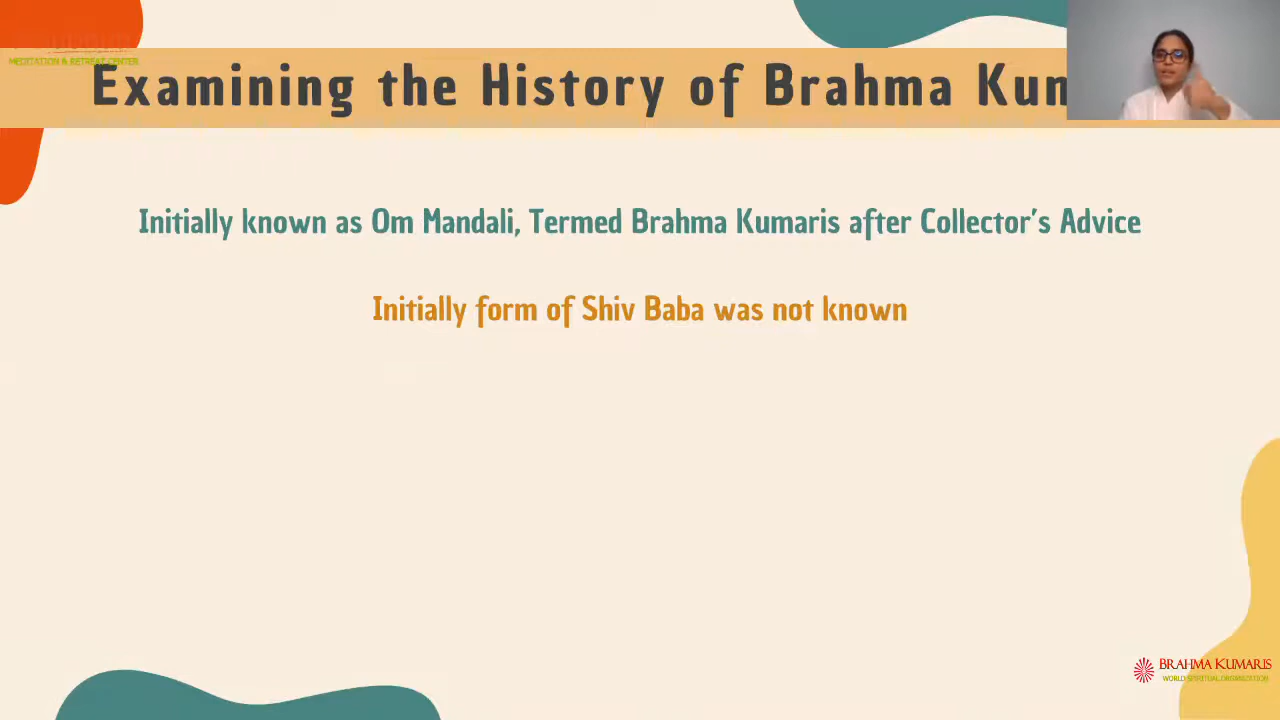 MEDITATION & RETREAT CENTER
Examining the History of Brahma Kum
Initially known as Om Mandali, Termed Brahma Kumaris after Collector's Advice
Initially form of Shiv Baba was not known
BRAHMA KUMARIS
WORLD SPIRITUAL ORGANIZATION